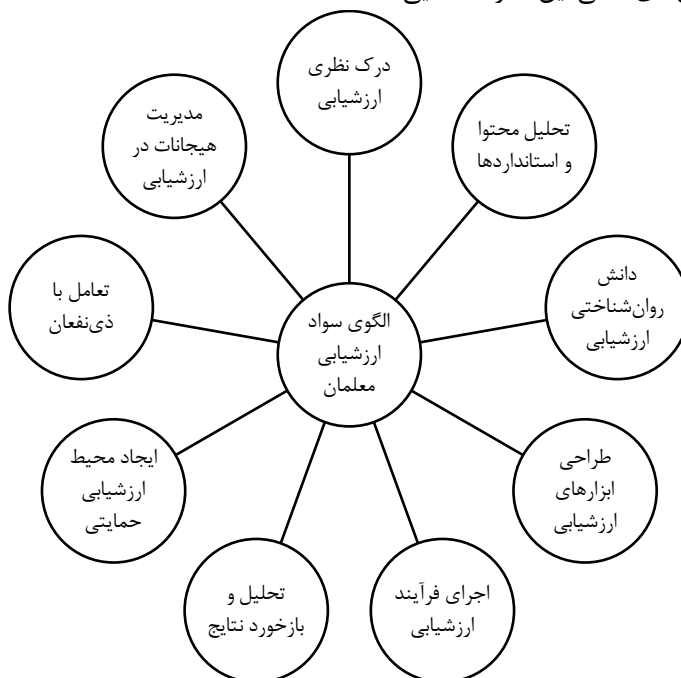 درک نظری
ارزشیابی
تحلیل محتوا
و استانداردها
دانش
روان‌شناختی
ارزشیابی
طراحی
ابزارهای
ارزشیابی
اجرای فرآیند
ارزشیابی
تحلیل و
بازخورد نتایج
ایجاد محیط
ارزشیابی
حمایتی
تعامل با
ذی‌نفعان
مدیریت
هیجانات در
ارزشیابی
الگوی سواد
ارزشیابی
معلمان